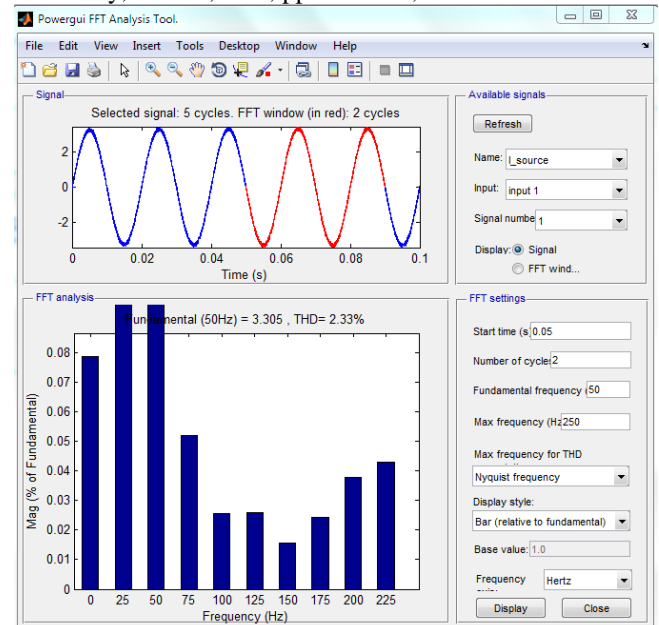 Powergui FFT Analysis Tool.
File Edit View Insert Tools Desktop Window Help
Signal
Selected signal: 5 cycles. FFT window (in red): 2 cycles
2
0
-2
0 0.02 0.04 0.06 0.08 0.1
Time (s)
Available signals
Refresh
Name: I_source
Input: input 1
Signal numbe 1
Display: Signal
FFT wind...
FFT analysis
Fundamental (50Hz) = 3.305 , THD= 2.33%
0.08
0.07
0.06
0.05
0.04
0.03
0.02
0.01
0
Mag (% of Fundamental)
0 25 50 75 100 125 150 175 200 225
Frequency (Hz)
FFT settings
Start time (s 0.05
Number of cycle 2
Fundamental frequency ( 50
Max frequency (Hz 250
Max frequency for THD
Nyquist frequency
Display style:
Bar (relative to fundamental)
Base value: 1.0
Frequency
Hertz
Display Close